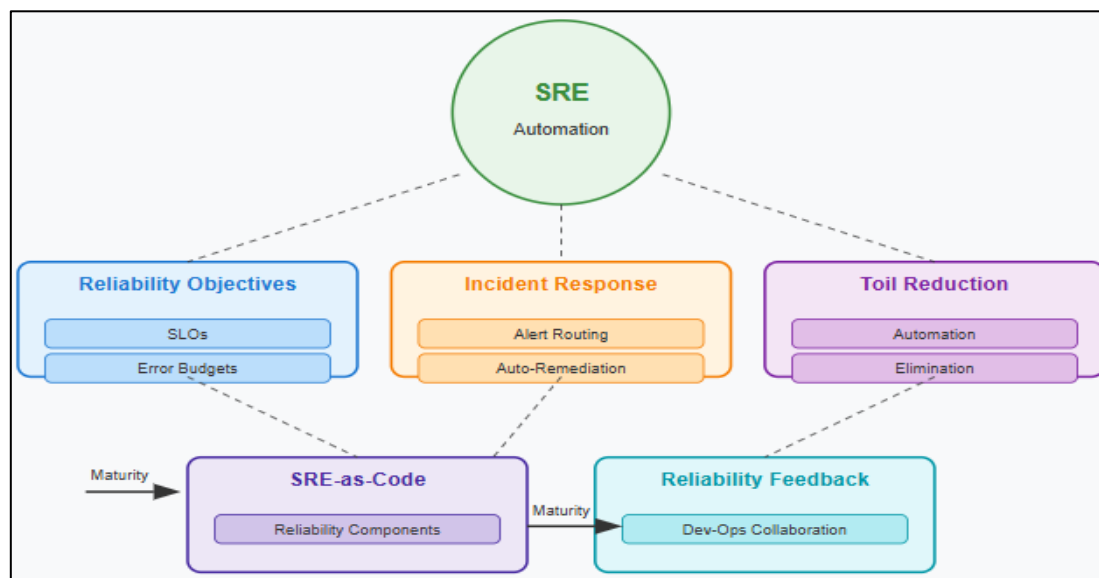 SRE
Automation
Reliability Objectives
SLOs
Error Budgets
Incident Response
Alert Routing
Auto-Remediation
Toil Reduction
Automation
Elimination
Maturity
SRE-as-Code
Reliability Components
Maturity
Reliability Feedback
Dev-Ops Collaboration